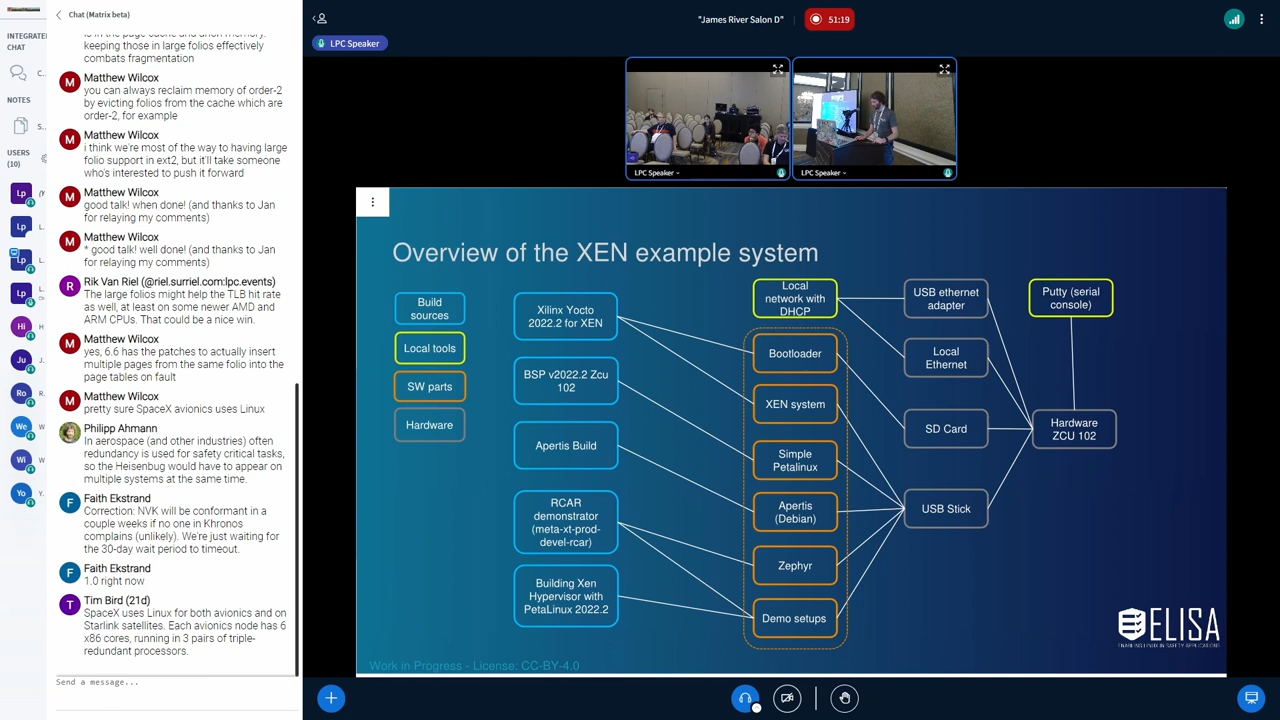 Chat (Matrix beta)
INTEGRATE
CHAT
C..
NOTES
S...
USERS
(10)
Lp
L..
Lp
L..
Lp
Lp
L..
Hi
H
Ju
J..
Ro
R.
We
W
Wi
W
Yo
Y.
is in the page cache and anon memory.
keeping those in large folios effectively
combats fragmentation
M
Matthew Wilcox
you can always reclaim memory of order-2
by evicting folios from the cache which are
order-2, for example
M
Matthew Wilcox
i think we're most of the way to having large
folio support in ext2, but it'll take someone
who's interested to push it forward
M
Matthew Wilcox
good talk! when done! (and thanks to Jan
for relaying my comments)
M
Matthew Wilcox
* good talk! well done! (and thanks to Jan
for relaying my comments)
R
Rik Van Riel (@riel.surriel.com:lpc.events)
The large folios might help the TLB hit rate
as well, at least on some newer AMD and
ARM CPUs. That could be a nice win.
M
Matthew Wilcox
yes, 6.6 has the patches to actually insert
multiple pages from the same folio into the
page tables on fault
M
Matthew Wilcox
pretty sure SpaceX avionics uses Linux
Philipp Ahmann
In aerospace (and other industries) often
redundancy is used for safety critical tasks,
so the Heisenbug would have to appear on
multiple systems at the same time.
F
Faith Ekstrand
Correction: NVK will be conformant in a
couple weeks if no one in Khronos
complains (unlikely). We're just waiting for
the 30-day wait period to timeout.
F
Faith Ekstrand
1.0 right now
T
Tim Bird (21d)
SpaceX uses Linux for both avionics and on
Starlink satellites. Each avionics node has 6
x86 cores, running in 3 pairs of triple-
redundant processors.
Send a message...
"James River Salon D"
51:19
LPC Speaker
LPC Speaker
LPC Speaker
Overview of the XEN example system
Build
sources
Local tools
SW parts
Hardware
Xilinx Yocto
2022.2 for XEN
BSP v2022.2 Zcu
102
Apertis Build
RCAR
demonstrator
(meta-xt-prod-
devel-rcar)
Building Xen
Hypervisor with
PetaLinux 2022.2
Local
network with
DHCP
Bootloader
XEN system
Simple
Petalinux
Apertis
(Debian)
Zephyr
Demo setups
USB ethernet
adapter
Local
Ethernet
SD Card
USB Stick
Putty (serial
console)
Hardware
ZCU 102
ELISA
ENABLING LINUX IN SAFETY APPLICATIONS
Work in Progress - License: CC-BY-4.0